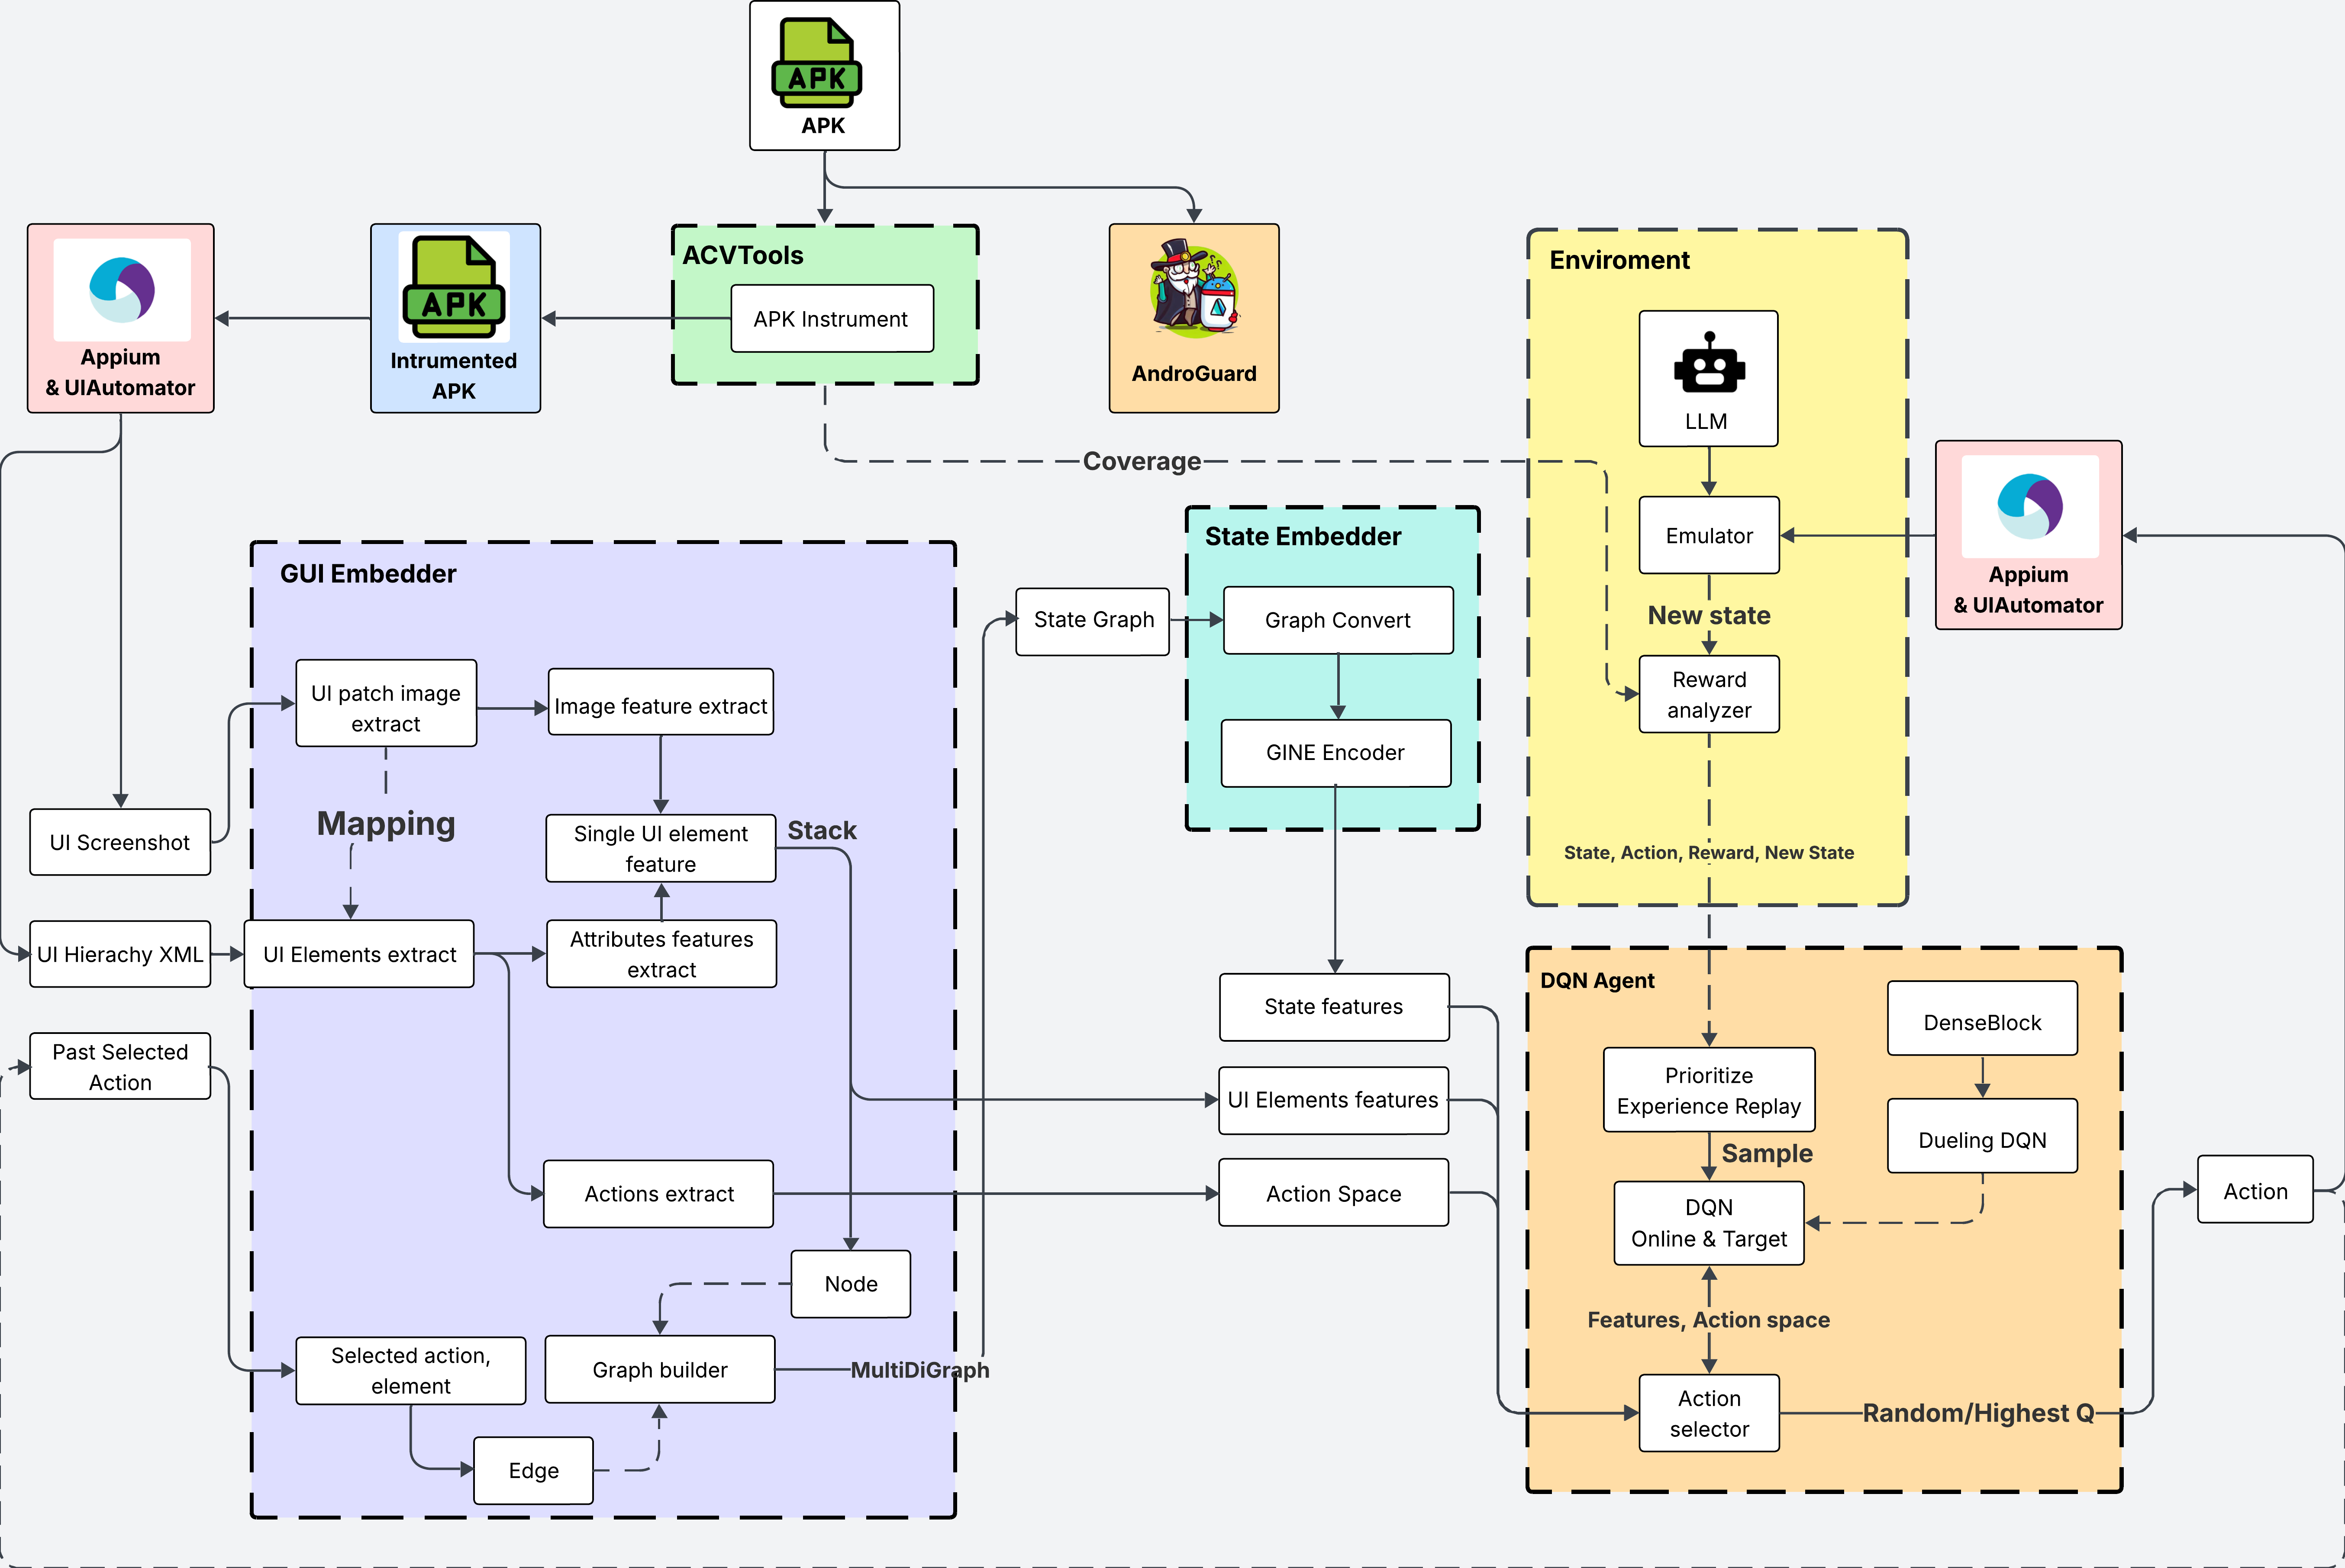 APK
APK
Appium
& UIAutomator
APK
Intrumented
APK
ACVTools
APK Instrument
AndroGuard
Coverage
Enviroment
LLM
Emulator
New state
Reward
analyzer
State, Action, Reward, New State
Appium
& UIAutomator
GUI Embedder
UI patch image
extract
Image feature extract
Mapping
Single UI element
feature
Stack
UI Screenshot
UI Hierachy XML
UI Elements extract
Attributes features
extract
Past Selected
Action
Actions extract
Node
Selected action,
element
Graph builder
MultiDiGraph
Edge
State Graph
State Embedder
Graph Convert
GINE Encoder
State features
UI Elements features
Action Space
DQN Agent
DenseBlock
Prioritize
Experience Replay
Dueling DQN
Sample
DQN
Online & Target
Features, Action space
Action
selector
Random/Highest Q
Action